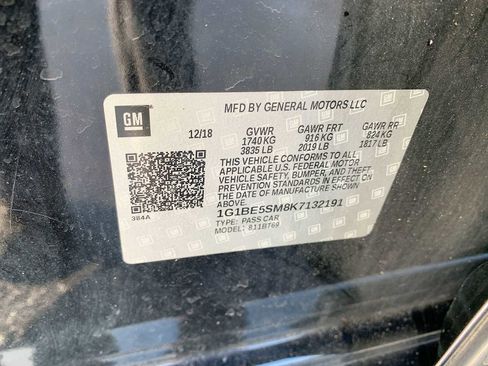 GM
MFD BY GENERAL MOTORS LLC
12/18 GVWR GAWR FRT GAWR RR
1740 KG 916 KG 824 KG
3835 LB 2019 LB 1817 LB
THIS VEHICLE CONFORMS TO ALL
APPLICABLE U.S. FEDERAL MOTOR
VEHICLE SAFETY, BUMPER, AND THEFT
PREVENTION STANDARDS IN EFFECT ON
THE DATE OF MANUFACTURE SHOWN ABOVE.
1G1BE5SM8K7132191
384A TYPE: PASS CAR
MODEL: 811BT69